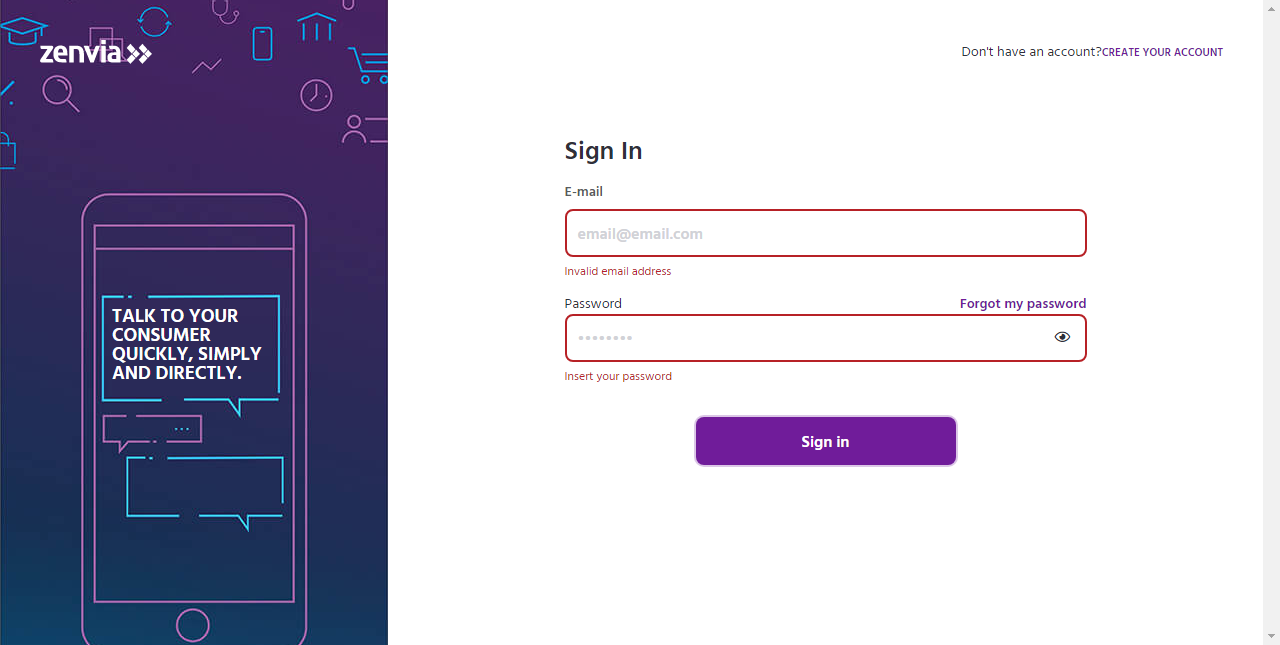 zenvia
Don't have an account?CREATE YOUR ACCOUNT
Sign In
E-mail
email@email.com
Invalid email address
Password
Forgot my password
••••••••
Insert your password
Sign in
TALK TO YOUR
CONSUMER
QUICKLY, SIMPLY
AND DIRECTLY.
...